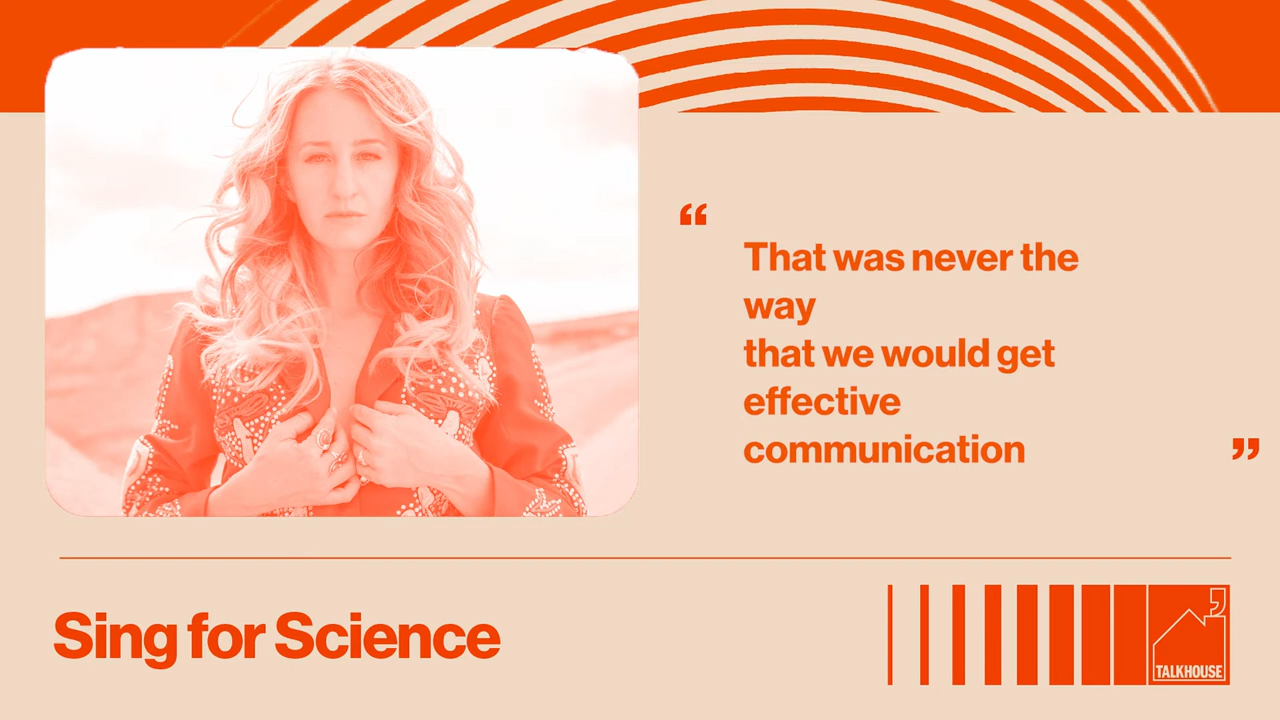 “
That was never the
way
that we would get
effective
communication
”
Sing for Science
TALKHOUSE